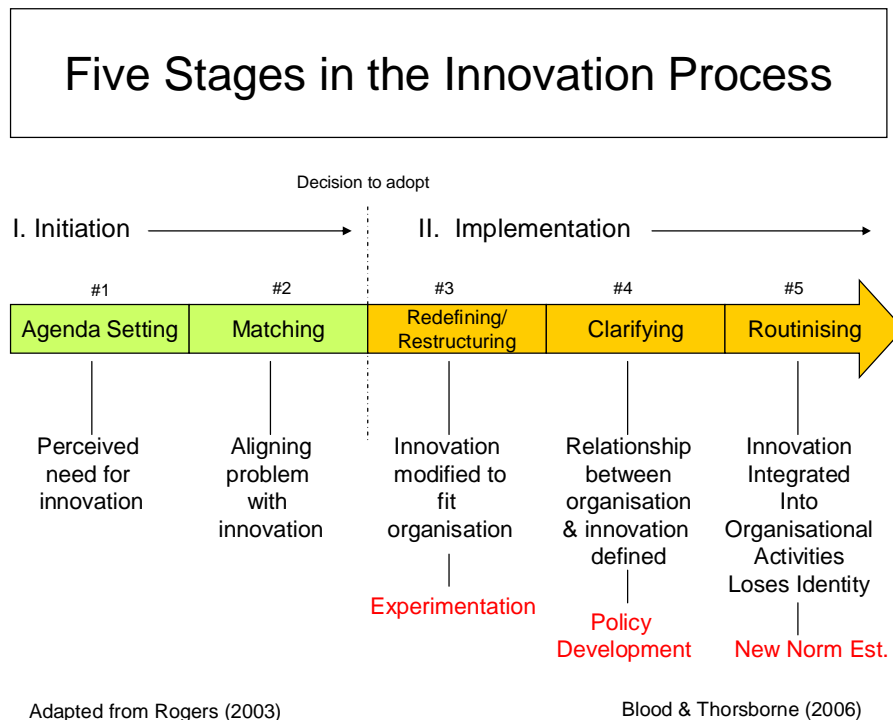 Five Stages in the Innovation Process
Decision to adopt
I. Initiation
II. Implementation
#1
#2
#3
#4
#5
Agenda Setting
Matching
Redefining/
Restructuring
Clarifying
Routinising
Perceived
need for
innovation
Aligning
problem
with
innovation
Innovation
modified to
fit
organisation
Experimentation
Relationship
between
organisation
& innovation
defined
Policy
Development
Innovation
Integrated
Into
Organisational
Activities
Loses Identity
New Norm Est.
Adapted from Rogers (2003)
Blood & Thorsborne (2006)